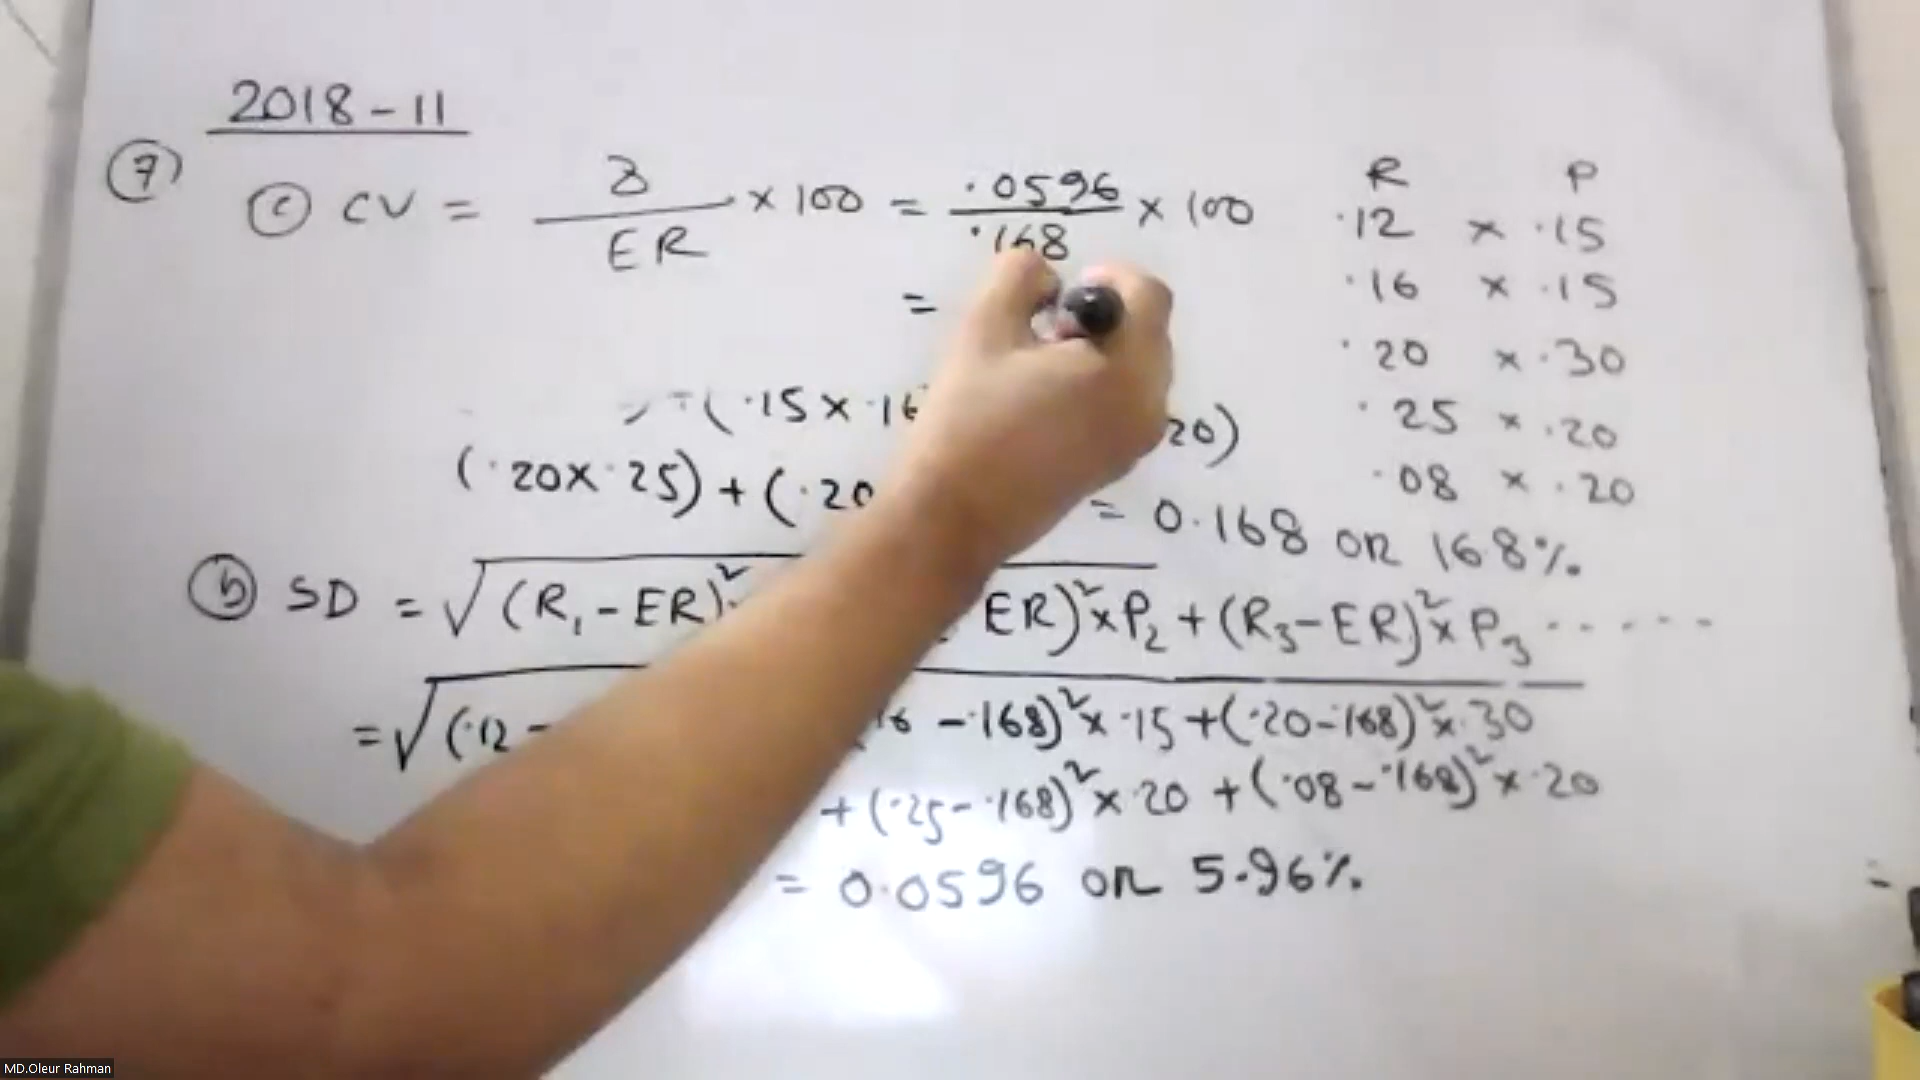 2018-11
R P
7 c CV = 8/ER × 100 = .0596/.168 × 100
.12 × .15
= .16 × .15
.20 × .30
(.15×.16 20) .25 × .20
(.20×.25)+(.20 .08 × .20
= 0.168 OR 168%.
b SD = √(R₁-ER)² ER)²×P₂+(R₃-ER)²×P₃ ......
=√(.12- 16 -.168)²×.15+(.20-.168)²×.30
+(.25-.168)²×.20+(.08-.168)²×.20
= 0.0596 OR 5.96%.
MD.Oleur Rahman